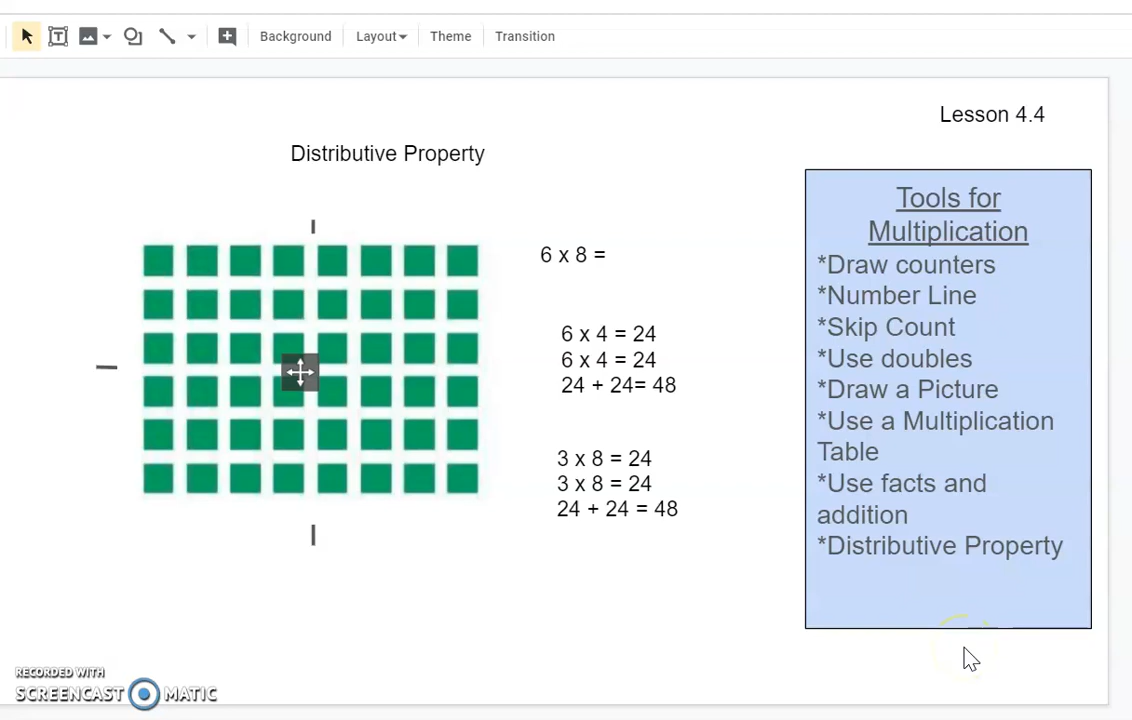 Background Layout Theme Transition
Lesson 4.4
Distributive Property
6 x 8 =
6 x 4 = 24
6 x 4 = 24
24 + 24= 48
3 x 8 = 24
3 x 8 = 24
24 + 24 = 48
Tools for
Multiplication
*Draw counters
*Number Line
*Skip Count
*Use doubles
*Draw a Picture
*Use a Multiplication
Table
*Use facts and
addition
*Distributive Property
RECORDED WITH
SCREENCAST MATIC